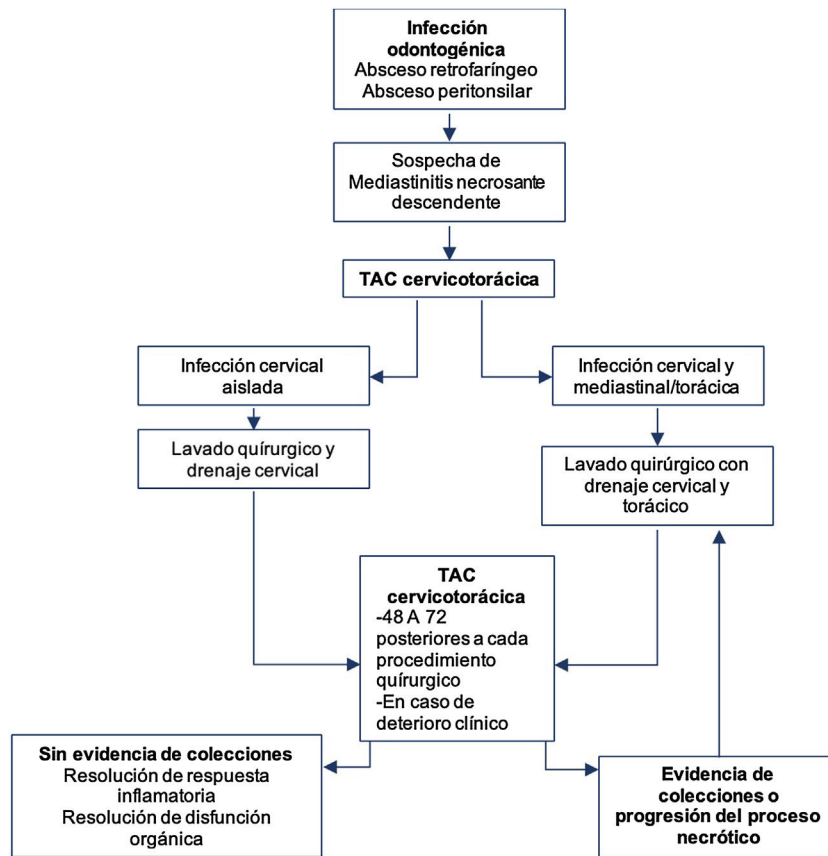 Infección
odontogénica
Absceso retrofaríngeo
Absceso peritonsilar
Sospecha de
Mediastinitis necrosante
descendente
TAC cervicotorácica
Infección cervical
aislada
Infección cervical y
mediastinal/torácica
Lavado quírurgico y
drenaje cervical
Lavado quirúrgico con
drenaje cervical y
torácico
TAC
cervicotorácica
-48 A 72
posteriores a cada
procedimiento
quírurgico
-En caso de
deterioro clínico
Sin evidencia de colecciones
Resolución de respuesta
inflamatoria
Resolución de disfunción
orgánica
Evidencia de
colecciones o
progresión del proceso
necrótico